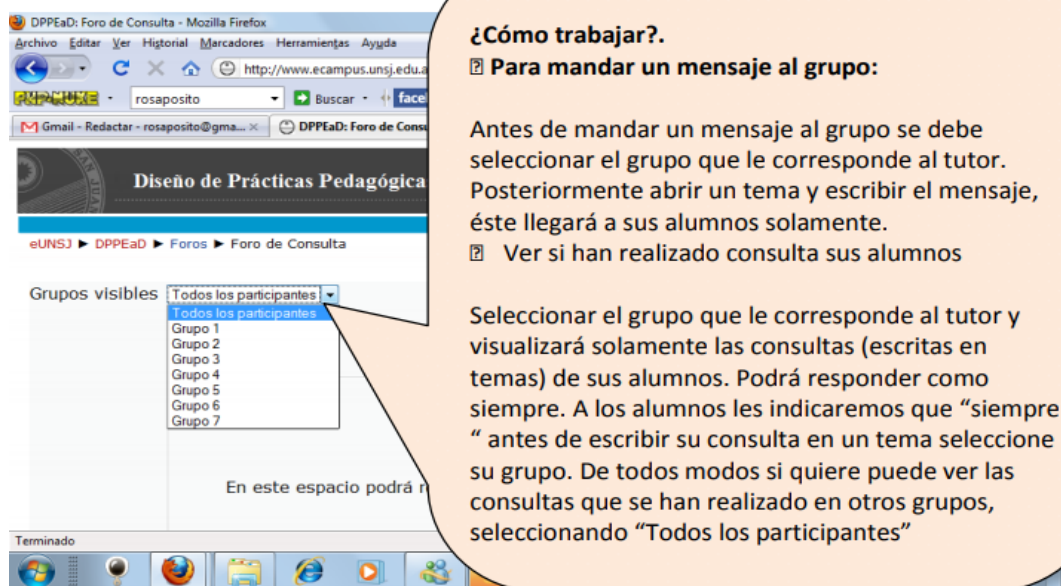 DPPEaD: Foro de Consulta - Mozilla Firefox
Archivo Editar Ver Historial Marcadores Herramientas Ayuda
http://www.ecampus.unsj.edu.a
rosaposito Buscar face
Gmail - Redactar - rosaposito@gma... DPPEaD: Foro de Consu
Diseño de Prácticas Pedagógica
eUNSJ ► DPPEaD ► Foros ► Foro de Consulta
Grupos visibles Todos los participantes
Todos los participantes
Grupo 1
Grupo 2
Grupo 3
Grupo 4
Grupo 5
Grupo 6
Grupo 7
En este espacio podrá r
Terminado
¿Cómo trabajar?.
Para mandar un mensaje al grupo:
Antes de mandar un mensaje al grupo se debe
seleccionar el grupo que le corresponde al tutor.
Posteriormente abrir un tema y escribir el mensaje,
éste llegará a sus alumnos solamente.
Ver si han realizado consulta sus alumnos
Seleccionar el grupo que le corresponde al tutor y
visualizará solamente las consultas (escritas en
temas) de sus alumnos. Podrá responder como
siempre. A los alumnos les indicaremos que “siempre
“ antes de escribir su consulta en un tema seleccione
su grupo. De todos modos si quiere puede ver las
consultas que se han realizado en otros grupos,
seleccionando “Todos los participantes”